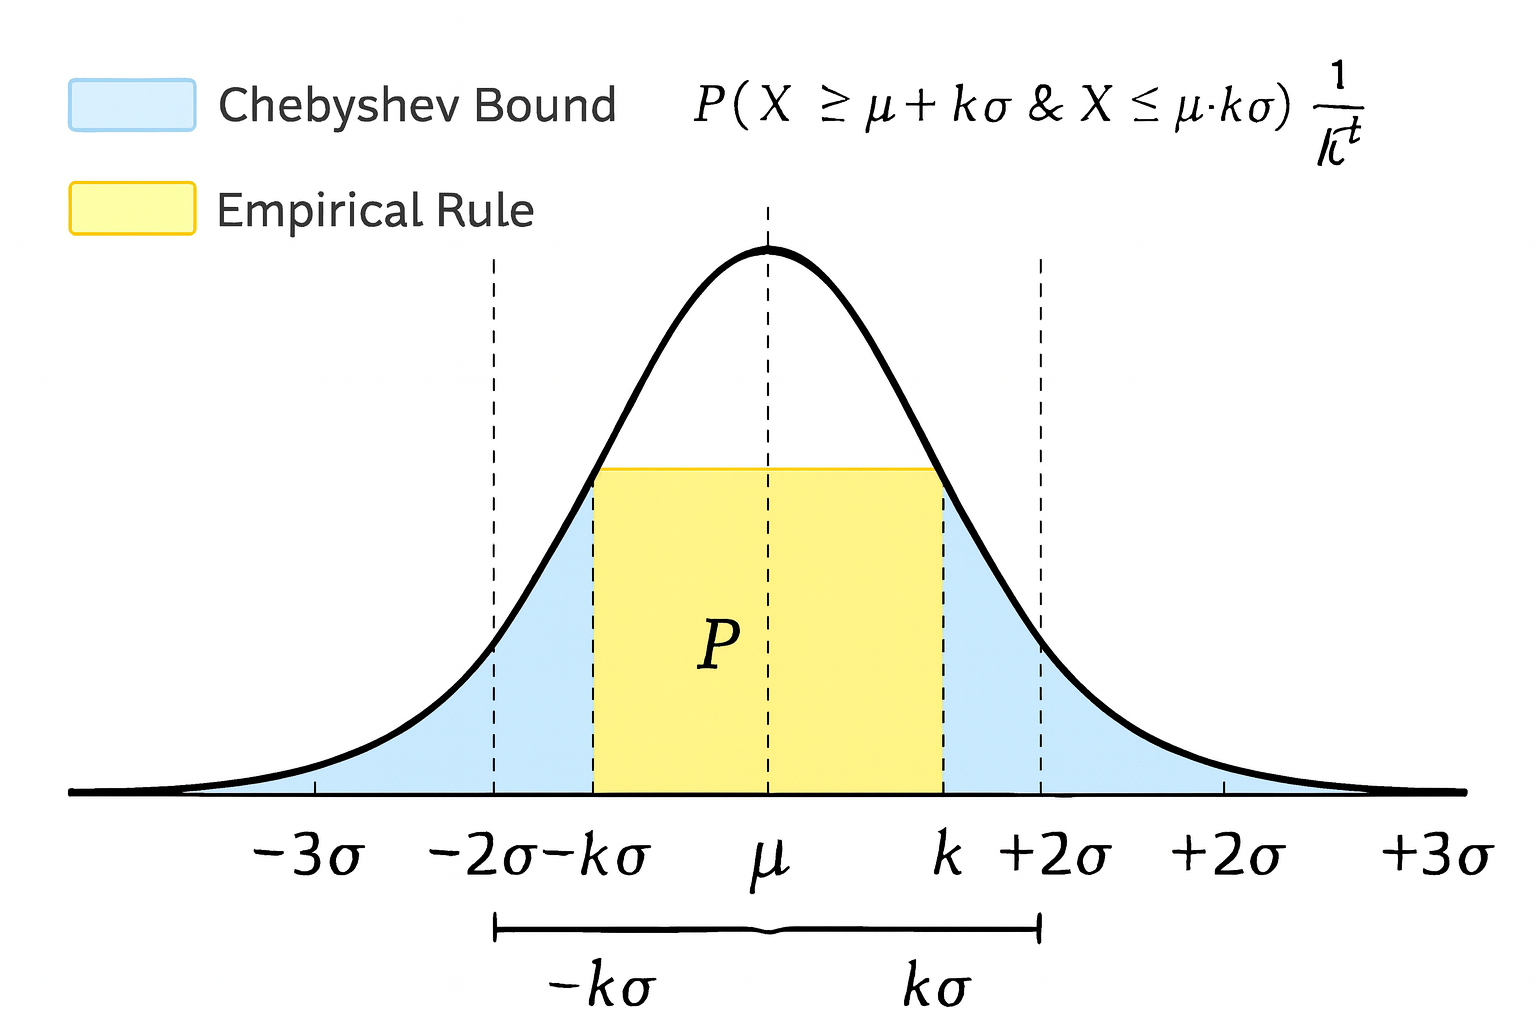 Chebyshev Bound
P(X ≥ μ + kσ & X ≤ μ·kσ) 1/k^t
Empirical Rule
P
−3σ −2σ −kσ μ k +2σ +2σ +3σ
−kσ kσ